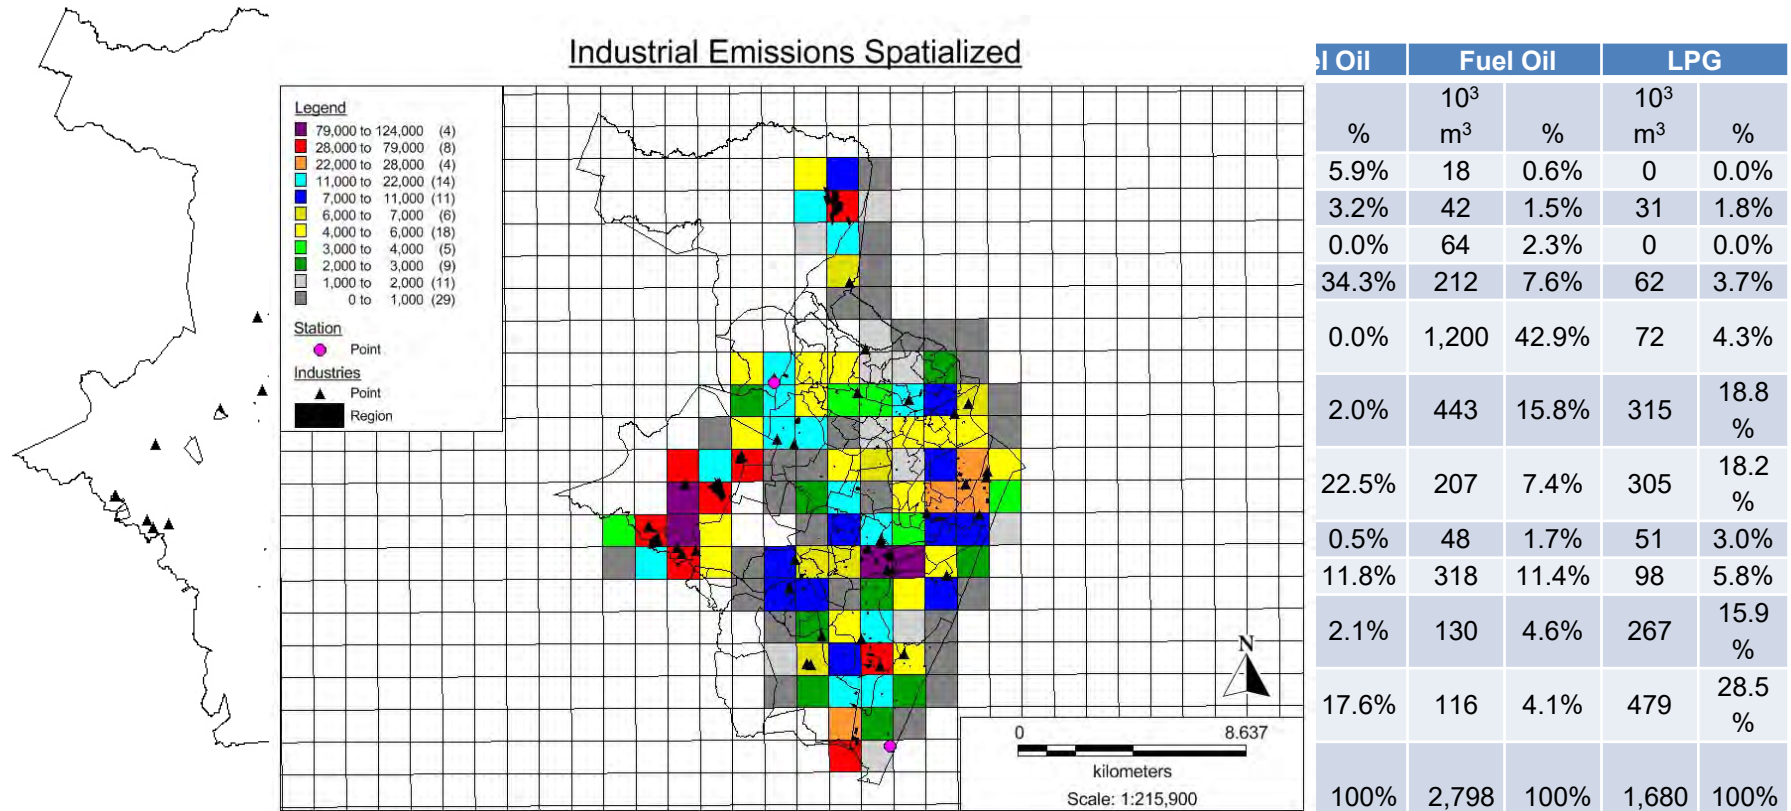 Industrial Emissions Spatialized
Legend
79,000 to 124,000 (4)
28,000 to 79,000 (8)
22,000 to 28,000 (4)
11,000 to 22,000 (14)
7,000 to 11,000 (11)
6,000 to 7,000 (6)
4,000 to 6,000 (18)
3,000 to 4,000 (5)
2,000 to 3,000 (9)
1,000 to 2,000 (11)
0 to 1,000 (29)
Station
Point
Industries
Point
Region
N
0 8.637
kilometers
Scale: 1:215,900
el Oil Fuel Oil LPG
10³ 10³
% m³ % m³ %
5.9% 18 0.6% 0 0.0%
3.2% 42 1.5% 31 1.8%
0.0% 64 2.3% 0 0.0%
34.3% 212 7.6% 62 3.7%
0.0% 1,200 42.9% 72 4.3%
2.0% 443 15.8% 315 18.8
%
22.5% 207 7.4% 305 18.2
%
0.5% 48 1.7% 51 3.0%
11.8% 318 11.4% 98 5.8%
2.1% 130 4.6% 267 15.9
%
17.6% 116 4.1% 479 28.5
%
100% 2,798 100% 1,680 100%